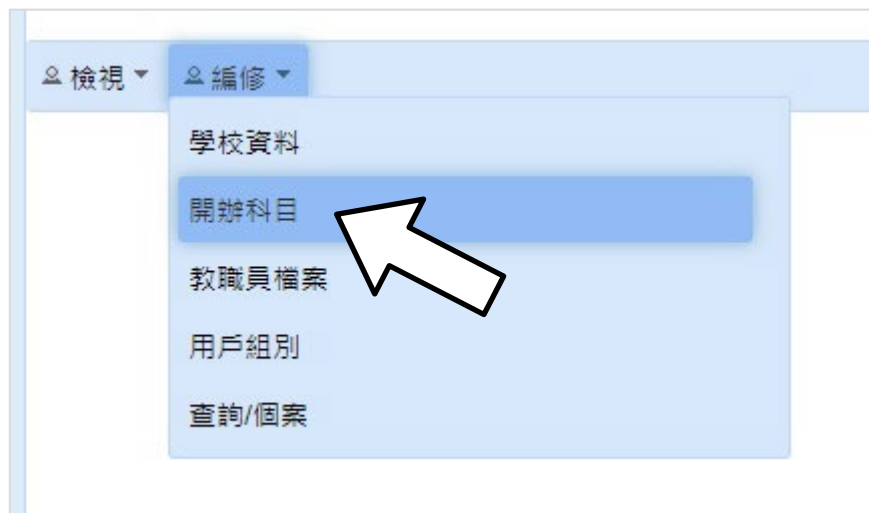 檢視 編修
學校資料
開辦科目
教職員檔案
用戶組別
查詢/個案